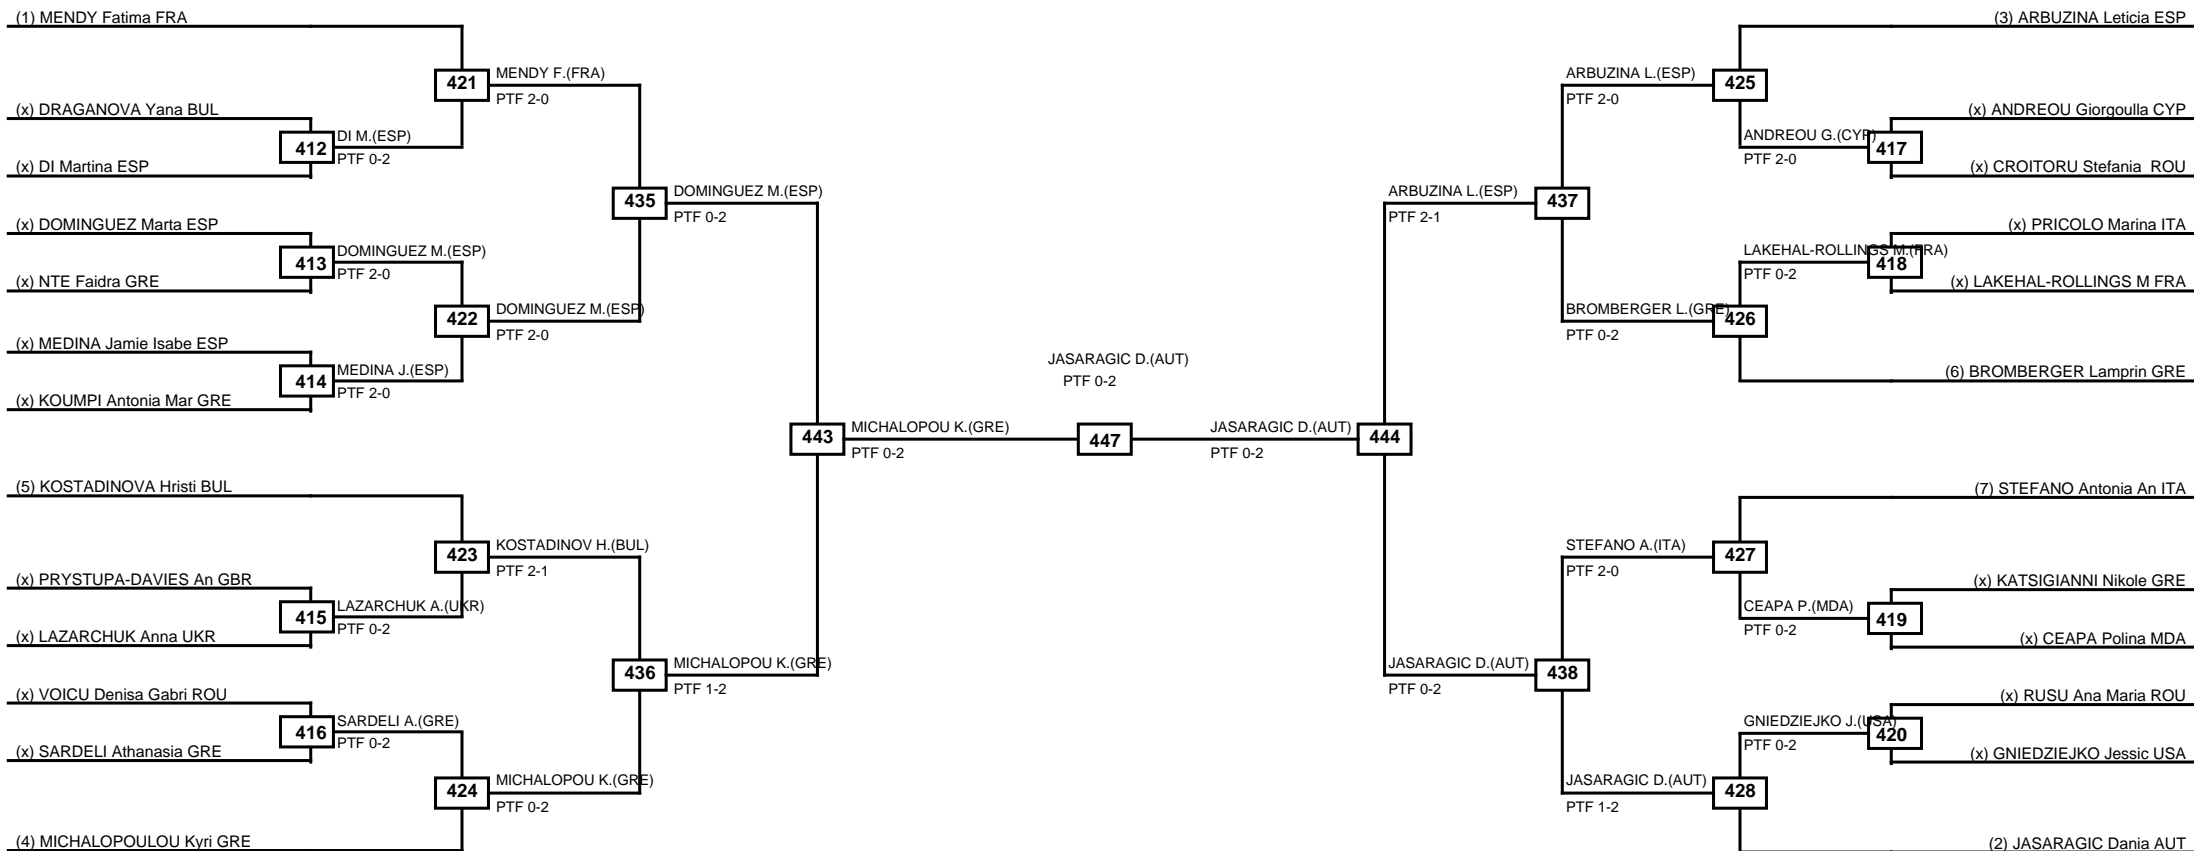 (1) MENDY Fatima FRA
(x) DRAGANOVA Yana BUL
(x) DI Martina ESP
(x) DOMINGUEZ Marta ESP
(x) NTE Faidra GRE
(x) MEDINA Jamie Isabe ESP
(x) KOUMPI Antonia Mar GRE
(5) KOSTADINOVA Hristi BUL
(x) PRYSTUPA-DAVIES An GBR
(x) LAZARCHUK Anna UKR
(x) VOICU Denisa Gabri ROU
(x) SARDELI Athanasia GRE
(4) MICHALOPOULOU Kyri GRE
412
DI M.(ESP)
PTF 0-2
413
DOMINGUEZ M.(ESP)
PTF 2-0
414
MEDINA J.(ESP)
PTF 2-0
415
LAZARCHUK A.(UKR)
PTF 0-2
416
SARDELI A.(GRE)
PTF 0-2
421
MENDY F.(FRA)
PTF 2-0
422
DOMINGUEZ M.(ESP)
PTF 2-0
423
KOSTADINOV H.(BUL)
PTF 2-1
424
MICHALOPOU K.(GRE)
PTF 0-2
435
DOMINGUEZ M.(ESP)
PTF 0-2
436
MICHALOPOU K.(GRE)
PTF 1-2
443
MICHALOPOU K.(GRE)
PTF 0-2
JASARAGIC D.(AUT)
PTF 0-2
447
JASARAGIC D.(AUT)
PTF 0-2
444
ARBUZINA L.(ESP)
PTF 2-1
437
JASARAGIC D.(AUT)
PTF 0-2
438
ARBUZINA L.(ESP)
PTF 2-0
425
BROMBERGER L.(GRE)
PTF 0-2
426
STEFANO A.(ITA)
PTF 2-0
427
JASARAGIC D.(AUT)
PTF 1-2
428
ANDREOU G.(CYP)
PTF 2-0
417
LAKEHAL-ROLLINGS M.(FRA)
PTF 0-2
418
CEAPA P.(MDA)
PTF 0-2
419
GNIEDZIEJKO J.(USA)
PTF 0-2
420
(3) ARBUZINA Leticia ESP
(x) ANDREOU Giorgoulla CYP
(x) CROITORU Stefania ROU
(x) PRICOLO Marina ITA
(x) LAKEHAL-ROLLINGS M FRA
(6) BROMBERGER Lamprin GRE
(7) STEFANO Antonia An ITA
(x) KATSIGIANNI Nikole GRE
(x) CEAPA Polina MDA
(x) RUSU Ana Maria ROU
(x) GNIEDZIEJKO Jessic USA
(2) JASARAGIC Dania AUT